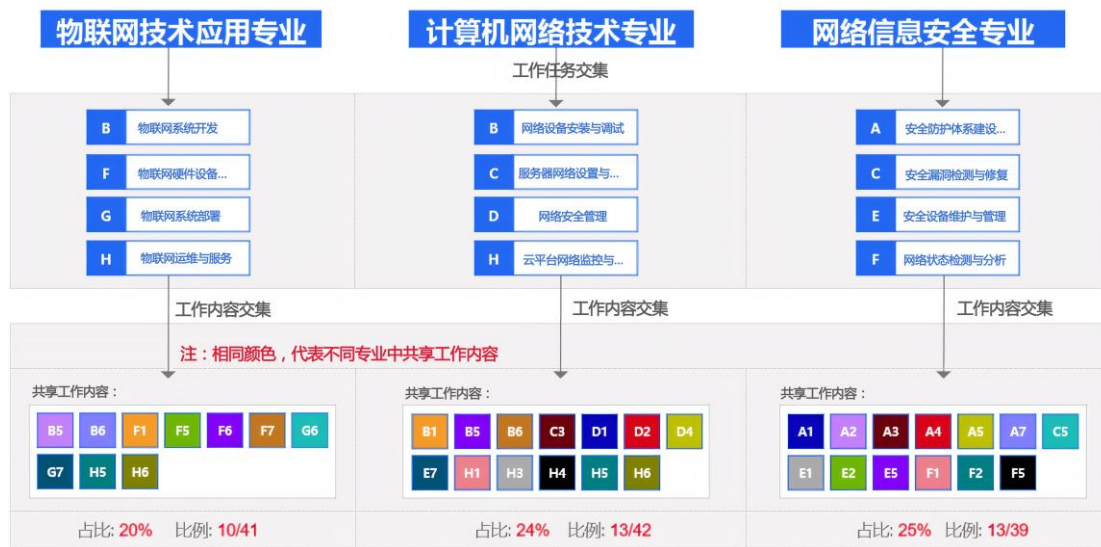 物联网技术应用专业 计算机网络技术专业 网络信息安全专业
工作任务交集
B 物联网系统开发 B 网络设备安装与调试 A 安全防护体系建设...
F 物联网硬件设备... C 服务器网络设置与... C 安全漏洞检测与修复
G 物联网系统部署 D 网络安全管理 E 安全设备维护与管理
H 物联网运维与服务 H 云平台网络监控与... F 网络状态检测与分析
工作内容交集 工作内容交集 工作内容交集
注：相同颜色，代表不同专业中共享工作内容
共享工作内容： 共享工作内容： 共享工作内容：
B5 B6 F1 F5 F6 F7 G6 B1 B5 B6 C3 D1 D2 D4 A1 A2 A3 A4 A5 A7 C5
G7 H5 H6 E7 H1 H3 H4 H5 H6 E1 E2 E5 F1 F2 F5
占比: 20% 比例: 10/41 占比: 24% 比例: 13/42 占比: 25% 比例: 13/39